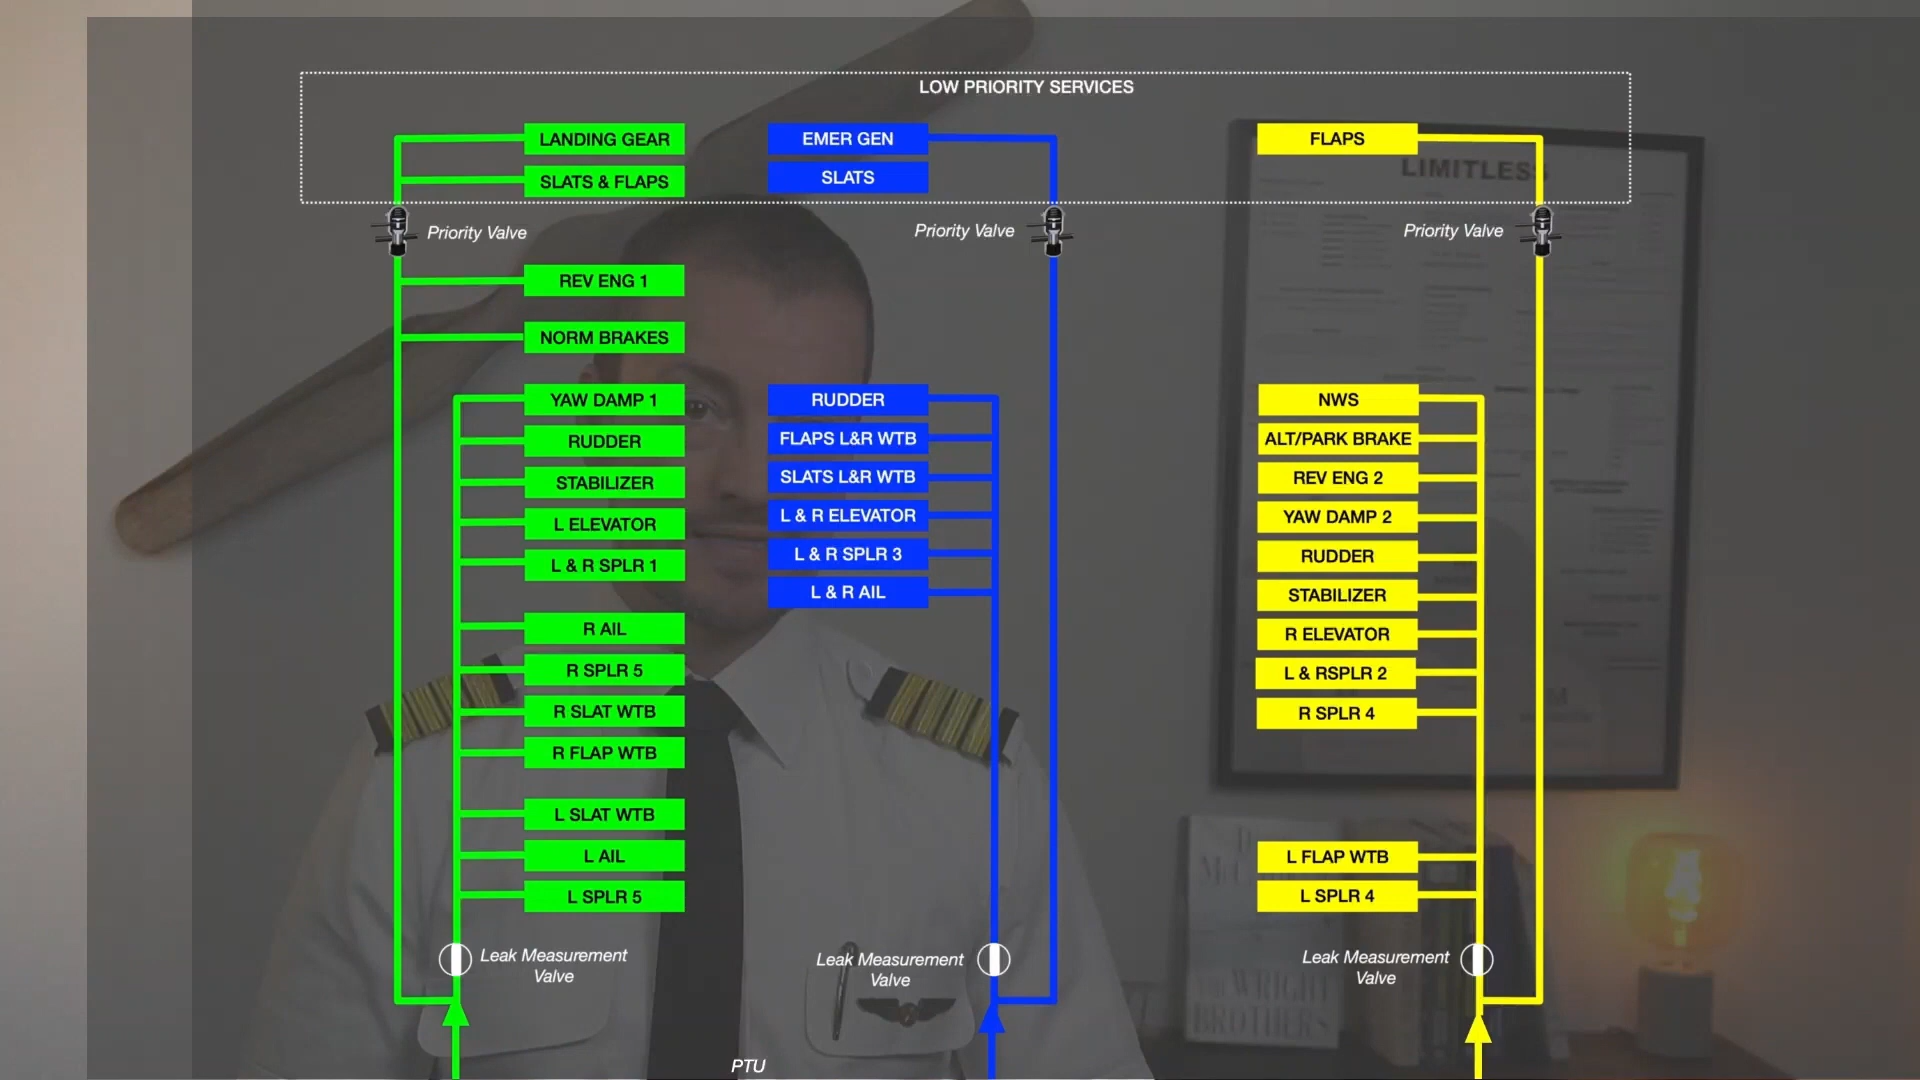 LOW PRIORITY SERVICES
LANDING GEAR
SLATS & FLAPS
Priority Valve
REV ENG 1
NORM BRAKES
YAW DAMP 1
RUDDER
STABILIZER
L ELEVATOR
L & R SPLR 1
R AIL
R SPLR 5
R SLAT WTB
R FLAP WTB
L SLAT WTB
L AIL
L SPLR 5
Leak Measurement
Valve
EMER GEN
SLATS
Priority Valve
RUDDER
FLAPS L&R WTB
SLATS L&R WTB
L & R ELEVATOR
L & R SPLR 3
L & R AIL
Leak Measurement
Valve
PTU
FLAPS
LIMITLESS
Priority Valve
NWS
ALT/PARK BRAKE
REV ENG 2
YAW DAMP 2
RUDDER
STABILIZER
R ELEVATOR
L & RSPLR 2
R SPLR 4
L FLAP WTB
L SPLR 4
Leak Measurement
Valve
WRIGHT
BROTHERS